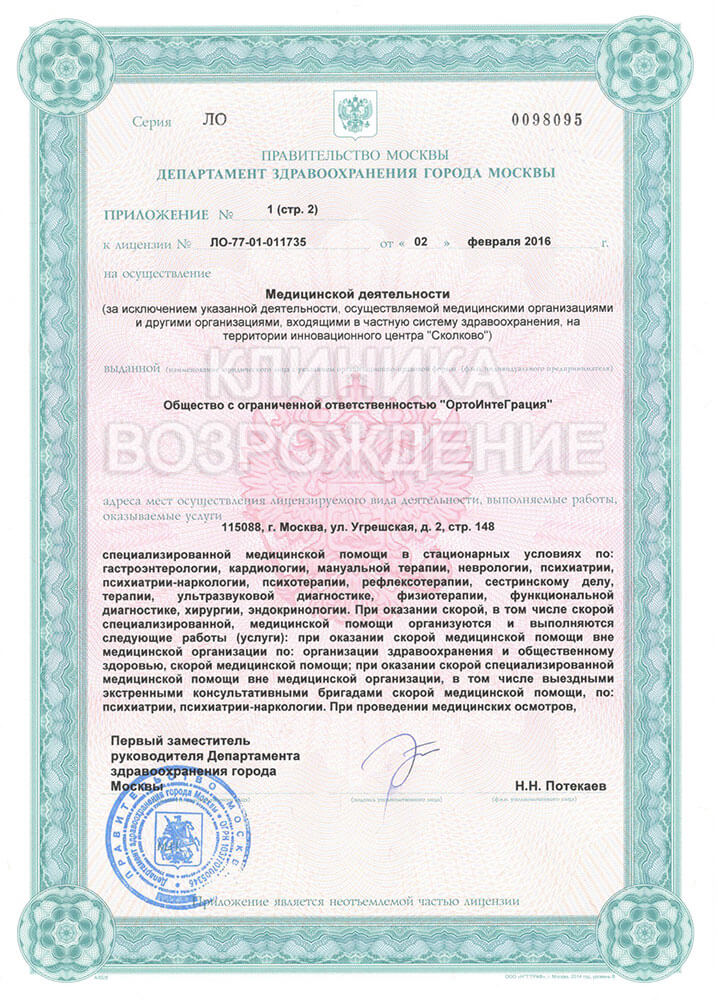 Серия ЛО 0098095
ПРАВИТЕЛЬСТВО МОСКВЫ
ДЕПАРТАМЕНТ ЗДРАВООХРАНЕНИЯ ГОРОДА МОСКВЫ
ПРИЛОЖЕНИЕ № 1 (стр. 2)
к лицензии № ЛО-77-01-011735 от « 02 » февраля 2016 г.
на осуществление
Медицинской деятельности
(за исключением указанной деятельности, осуществляемой медицинскими организациями
и другими организациями, входящими в частную систему здравоохранения, на
территории инновационного центра "Сколково")
КЛИНИКА
выданной (наименование юридического лица с указанием организационно-правовой формы (ф.и.о. индивидуального предпринимателя)
Общество с ограниченной ответственностью "ОртоИнтеГрация"
ВОЗРОЖДЕНИЕ
адреса мест осуществления лицензируемого вида деятельности, выполняемые работы,
оказываемые услуги
115088, г. Москва, ул. Угрешская, д. 2, стр. 148
специализированной медицинской помощи в стационарных условиях по:
гастроэнтерологии, кардиологии, мануальной терапии, неврологии, психиатрии,
психиатрии-наркологии, психотерапии, рефлексотерапии, сестринскому делу,
терапии, ультразвуковой диагностике, физиотерапии, функциональной
диагностике, хирургии, эндокринологии. При оказании скорой, в том числе скорой
специализированной, медицинской помощи организуются и выполняются
следующие работы (услуги): при оказании скорой медицинской помощи вне
медицинской организации по: организации здравоохранения и общественному
здоровью, скорой медицинской помощи; при оказании скорой специализированной
медицинской помощи вне медицинской организации, в том числе выездными
экстренными консультативными бригадами скорой медицинской помощи, по:
психиатрии, психиатрии-наркологии. При проведении медицинских осмотров,
Первый заместитель
руководителя Департамента
здравоохранения города
Москвы Н.Н. Потекаев
(подпись уполномоченного лица) (ф.и.о. уполномоченного лица)
ПРАВИТЕЛЬСТВО МОСКВЫ
Департамент здравоохранения города Москвы • ОГРН 1037707005346
Приложение является неотъемлемой частью лицензии